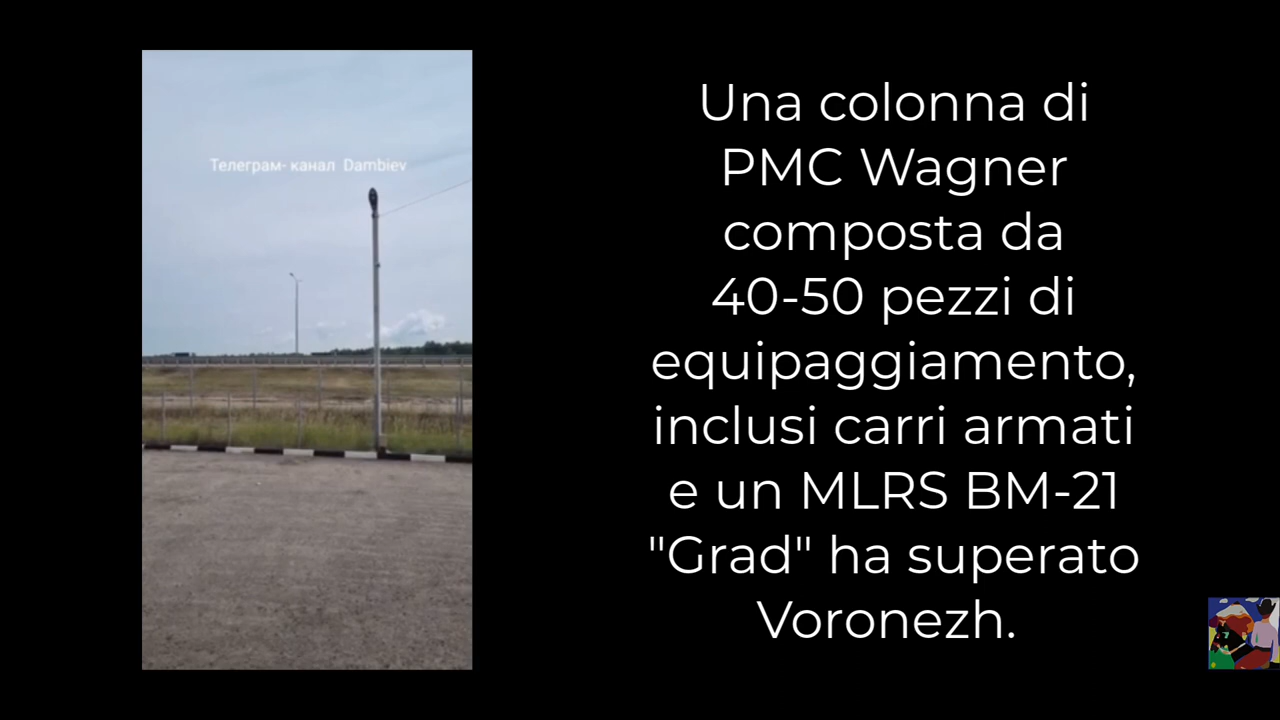 Телеграм- канал Dambiev
Una colonna di
PMC Wagner
composta da
40-50 pezzi di
equipaggiamento,
inclusi carri armati
e un MLRS BM-21
"Grad" ha superato
Voronezh.